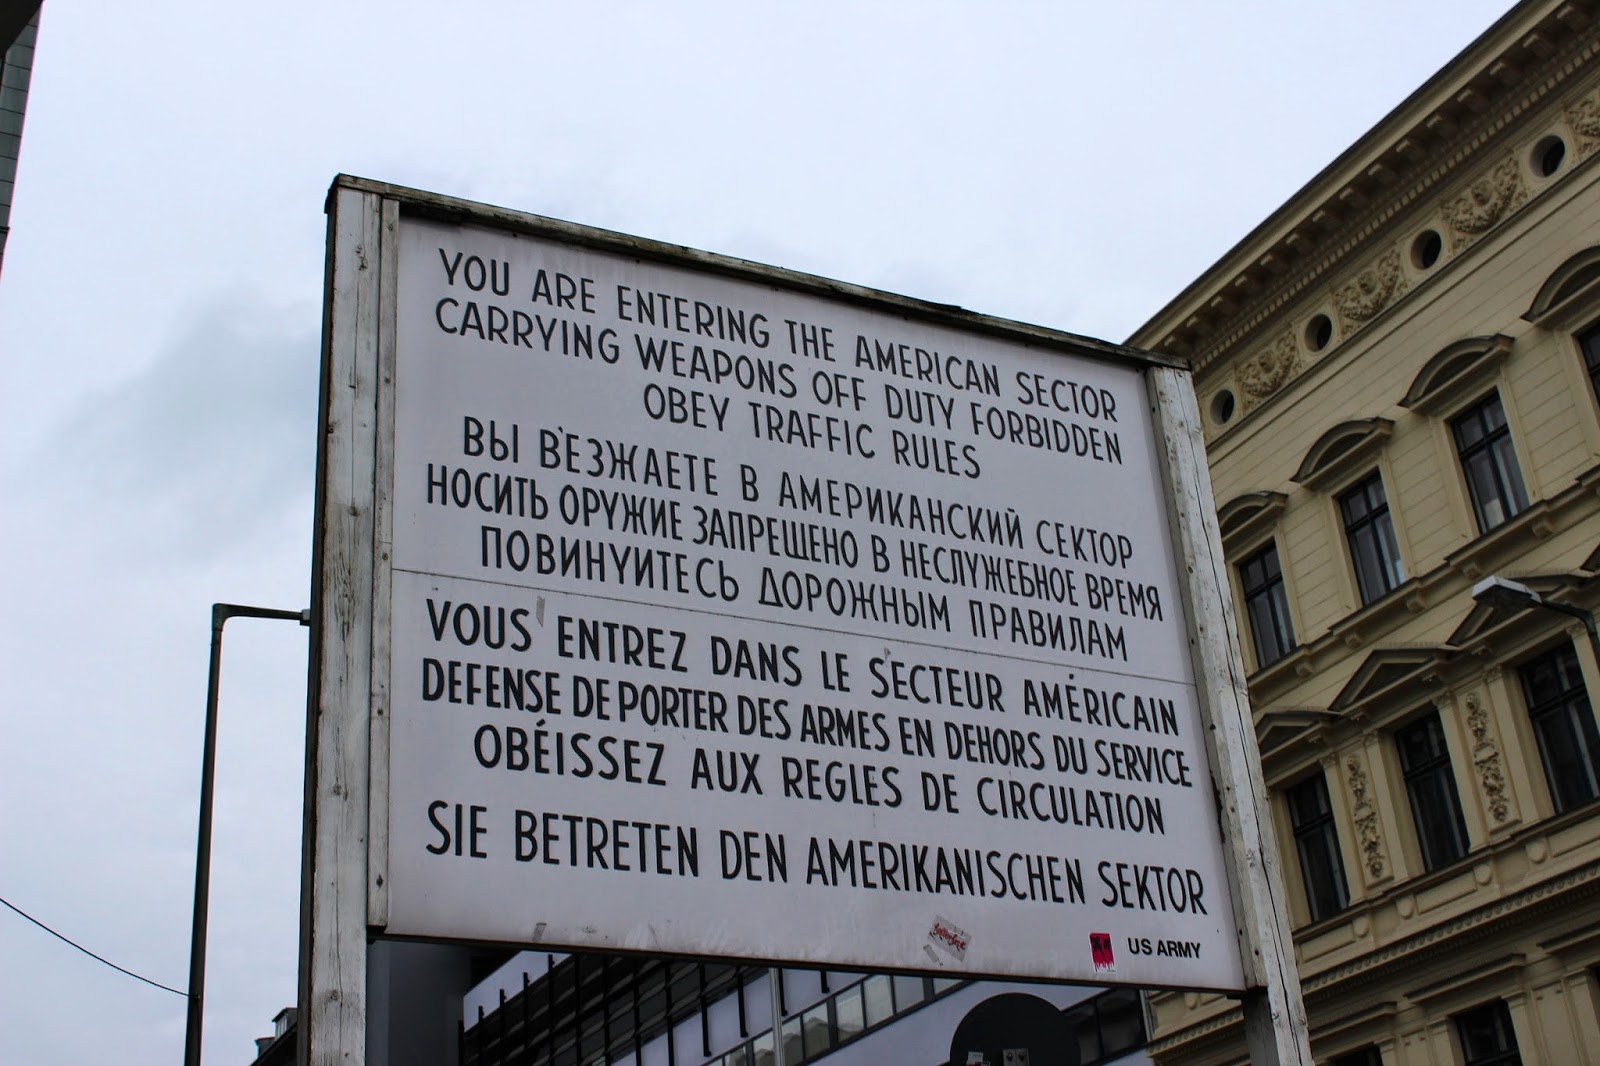 YOU ARE ENTERING THE AMERICAN SECTOR
CARRYING WEAPONS OFF DUTY FORBIDDEN
OBEY TRAFFIC RULES
ВЫ В'ЕЗЖАЕТЕ В АМЕРИКАНСКИЙ СЕКТОР
НОСИТЬ ОРУЖИЕ ЗАПРЕЩЕНО В НЕСЛУЖЕБНОЕ ВРЕМЯ
ПОВИНУИТЕСЬ ДОРОЖНЫМ ПРАВИЛАМ
VOUS ENTREZ DANS LE SECTEUR AMÉRICAIN
DEFENSE DE PORTER DES ARMES EN DEHORS DU SERVICE
OBÉISSEZ AUX REGLES DE CIRCULATION
SIE BETRETEN DEN AMERIKANISCHEN SEKTOR
US ARMY